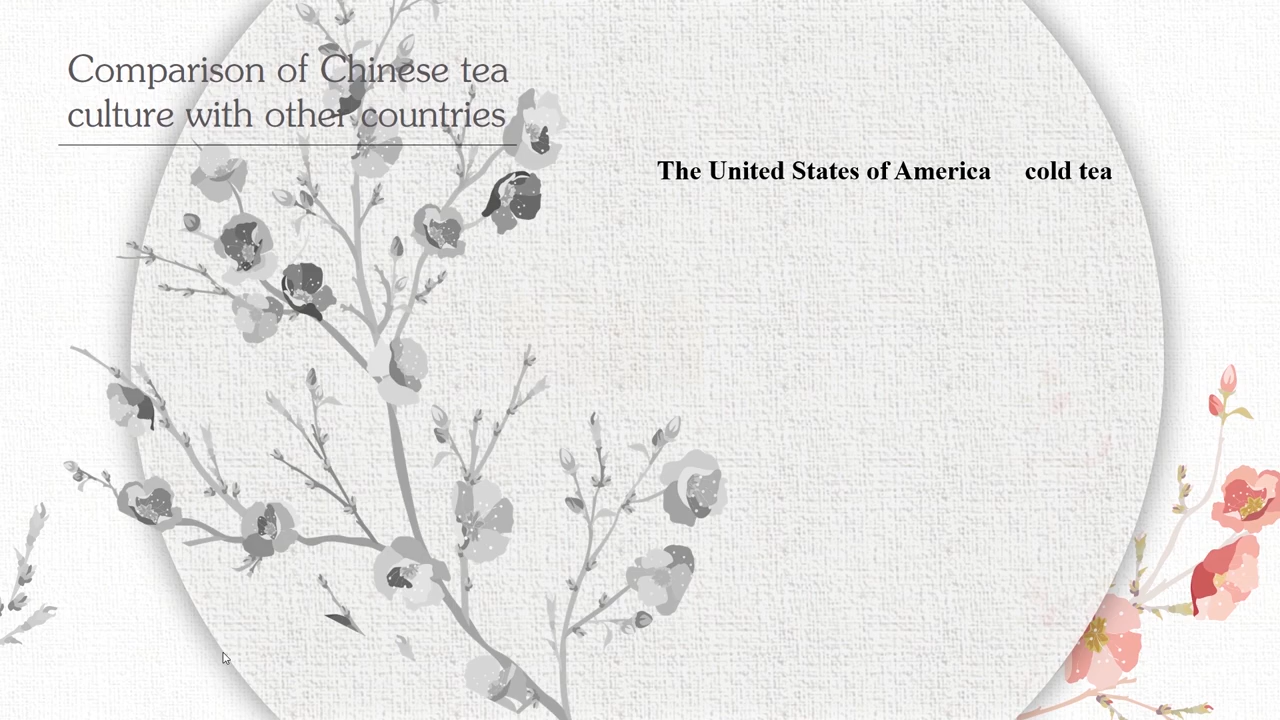 Comparison of Chinese tea
culture with other countries
The United States of America cold tea